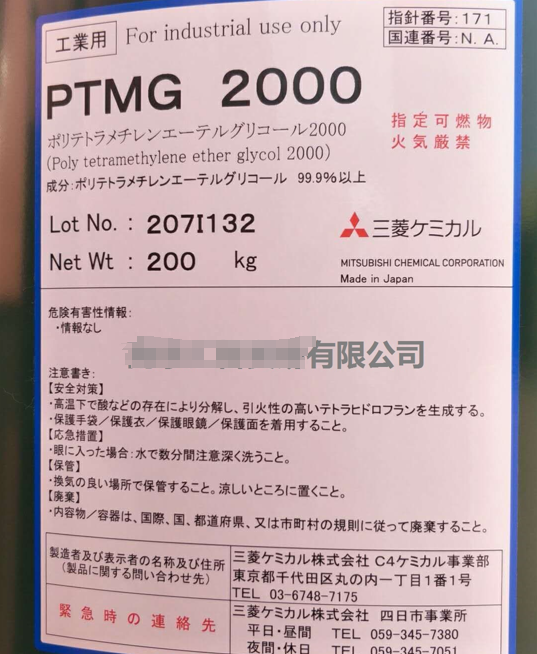 工業用
For industrial use only
指針番号:171
国連番号:N. A.
PTMG 2000
ポリテトラメチレンエーテルグリコール2000
(Poly tetramethylene ether glycol 2000)
成分:ポリテトラメチレンエーテルグリコール 99.9%以上
指定可燃物
火気厳禁
Lot No. : 207I132
Net Wt : 200 kg
三菱ケミカル
MITSUBISHI CHEMICAL CORPORATION
Made in Japan
危険有害性情報:
・情報なし
有限公司
注意書き:
【安全対策】
・高温下で酸などの存在により分解し、引火性の高いテトラヒドロフランを生成する。
・保護手袋/保護衣/保護眼鏡/保護面を着用すること。
【応急措置】
・眼に入った場合:水で数分間注意深く洗うこと。
【保管】
・換気の良い場所で保管すること。涼しいところに置くこと。
【廃棄】
・内容物/容器は、国際、国、都道府県、又は市町村の規則に従って廃棄すること。
製造者及び表示者の名称及び住所
(製品に関する問い合わせ先)
三菱ケミカル株式会社 C4ケミカル事業部
東京都千代田区丸の内一丁目1番1号
TEL 03-6748-7175
緊急時の連絡先
三菱ケミカル株式会社 四日市事業所
平日・昼間 TEL 059-345-7380
夜間・休日 TEL 059-345-7051